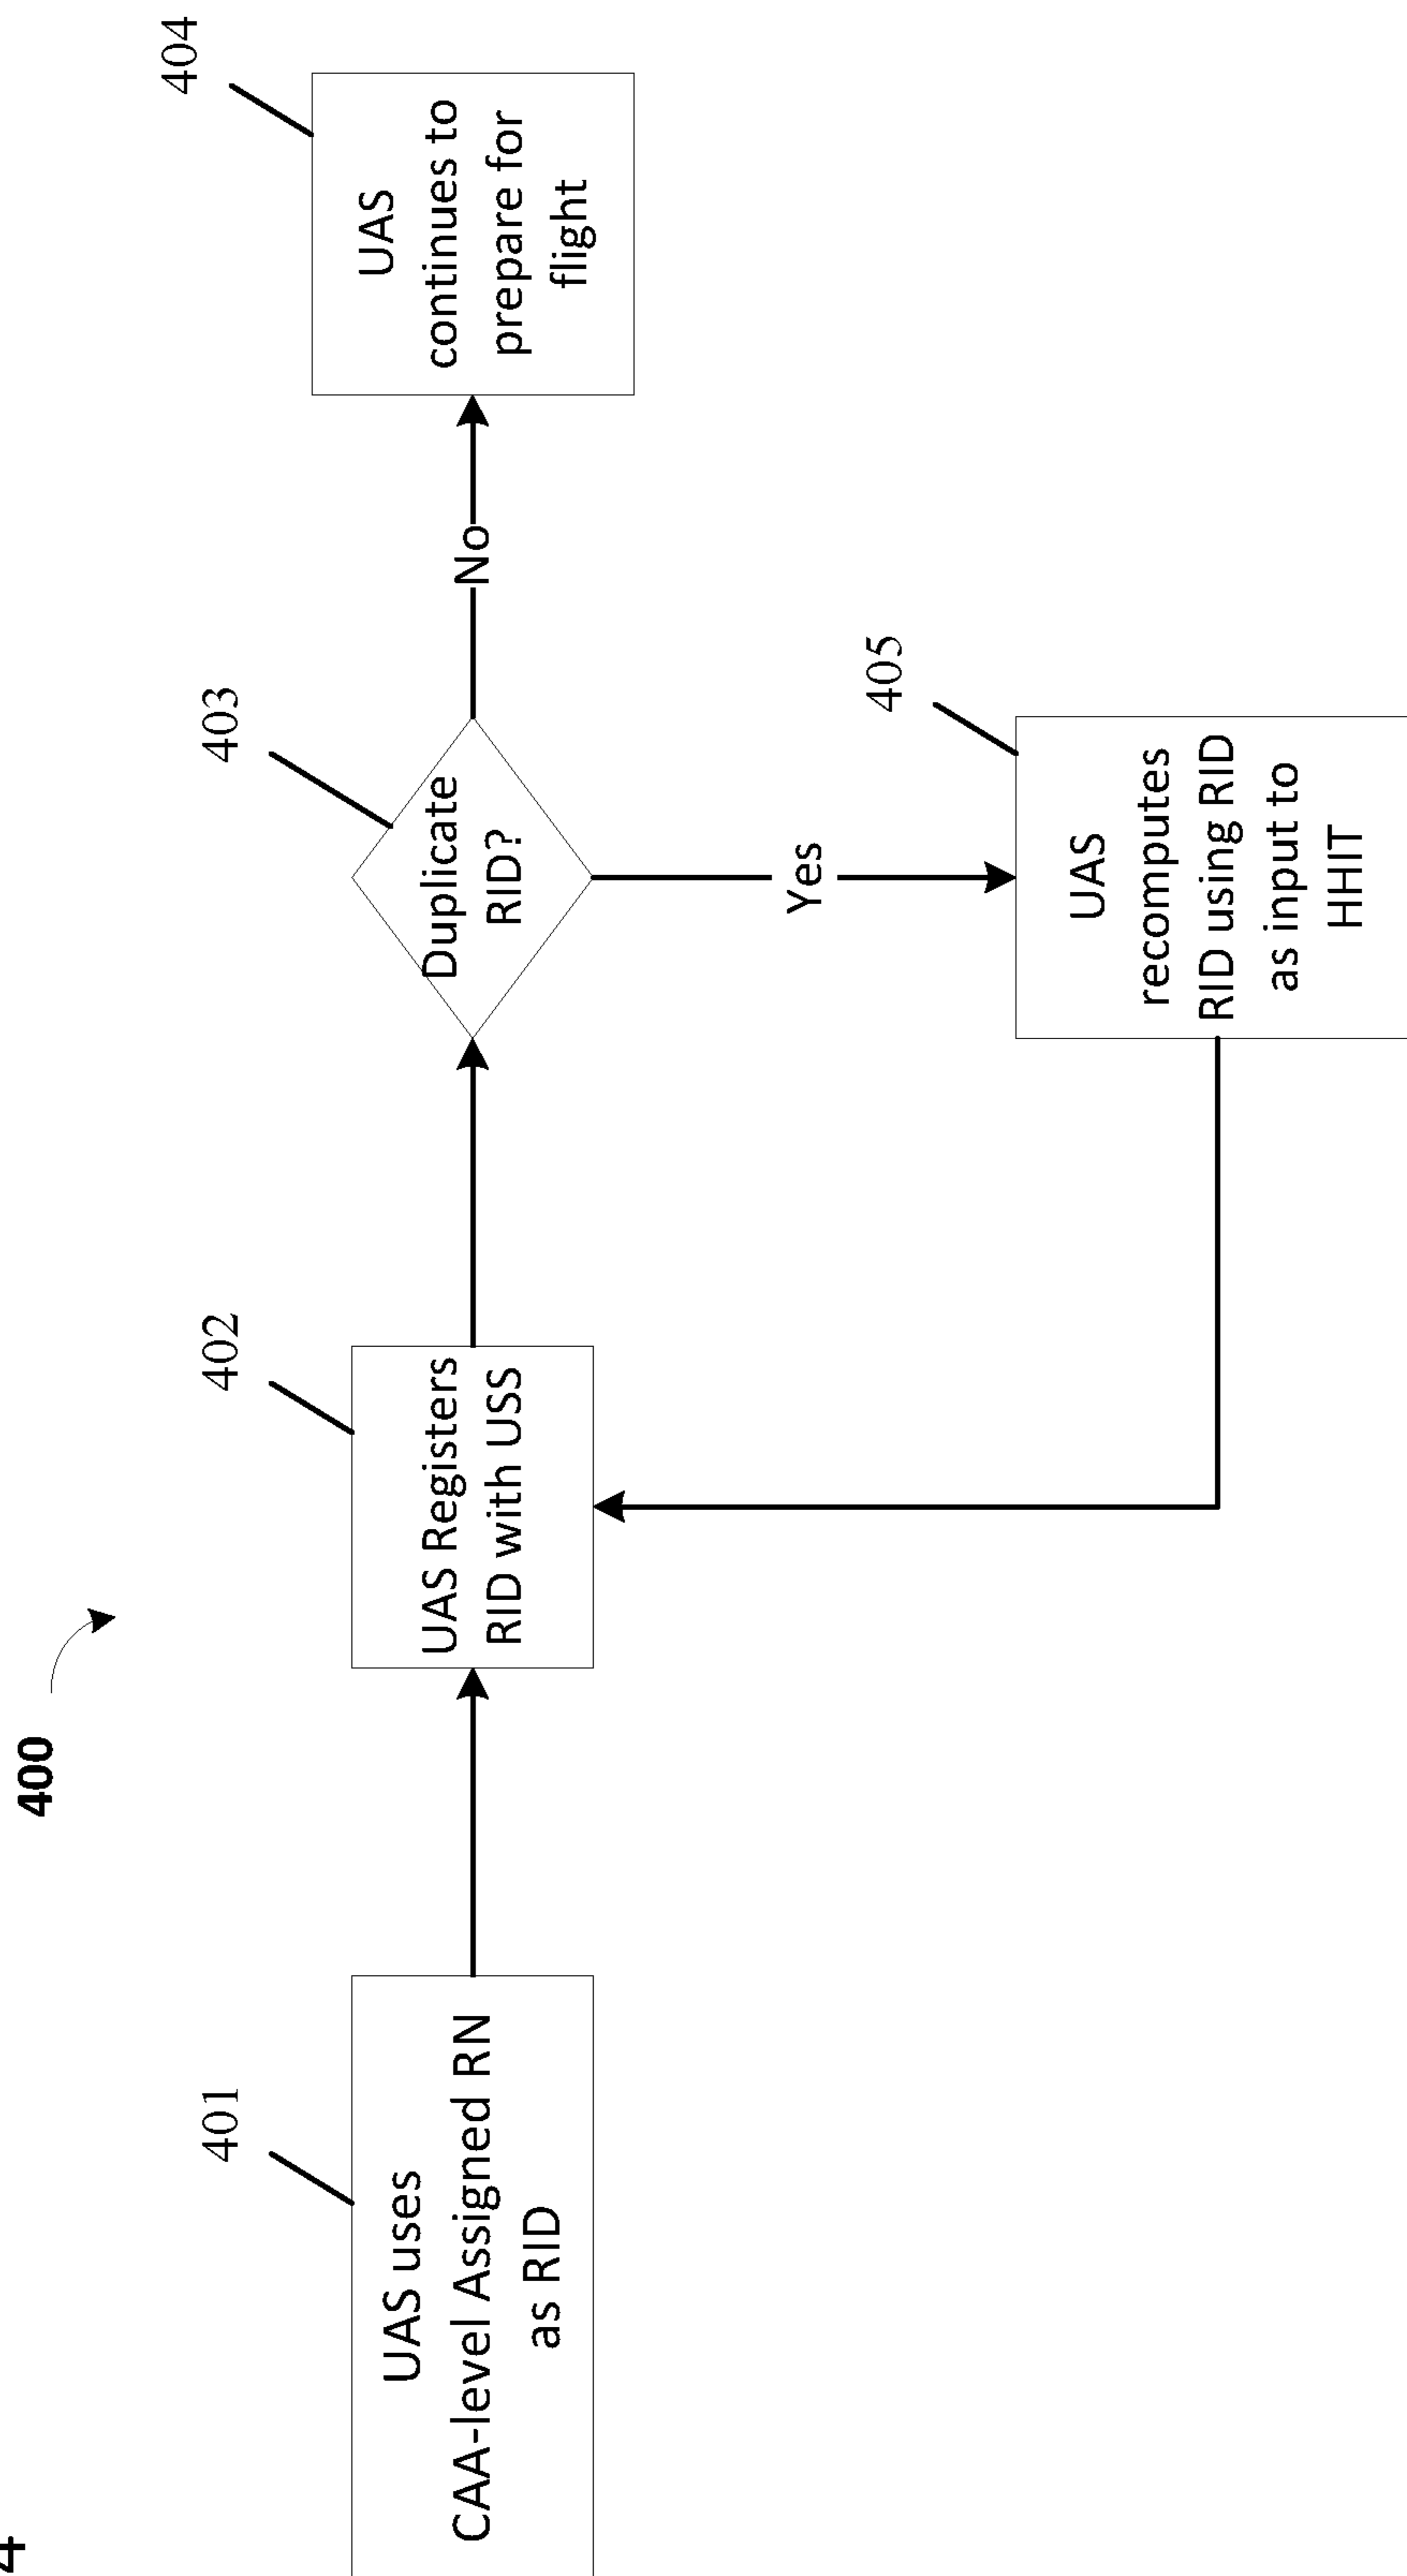 4
400
401
UAS uses
CAA-level Assigned RN
as RID
402
UAS Registers
RID with USS
403
Duplicate
RID?
No
404
UAS
continues to
prepare for
flight
Yes
405
UAS
recomputes
RID using RID
as input to
HHIT